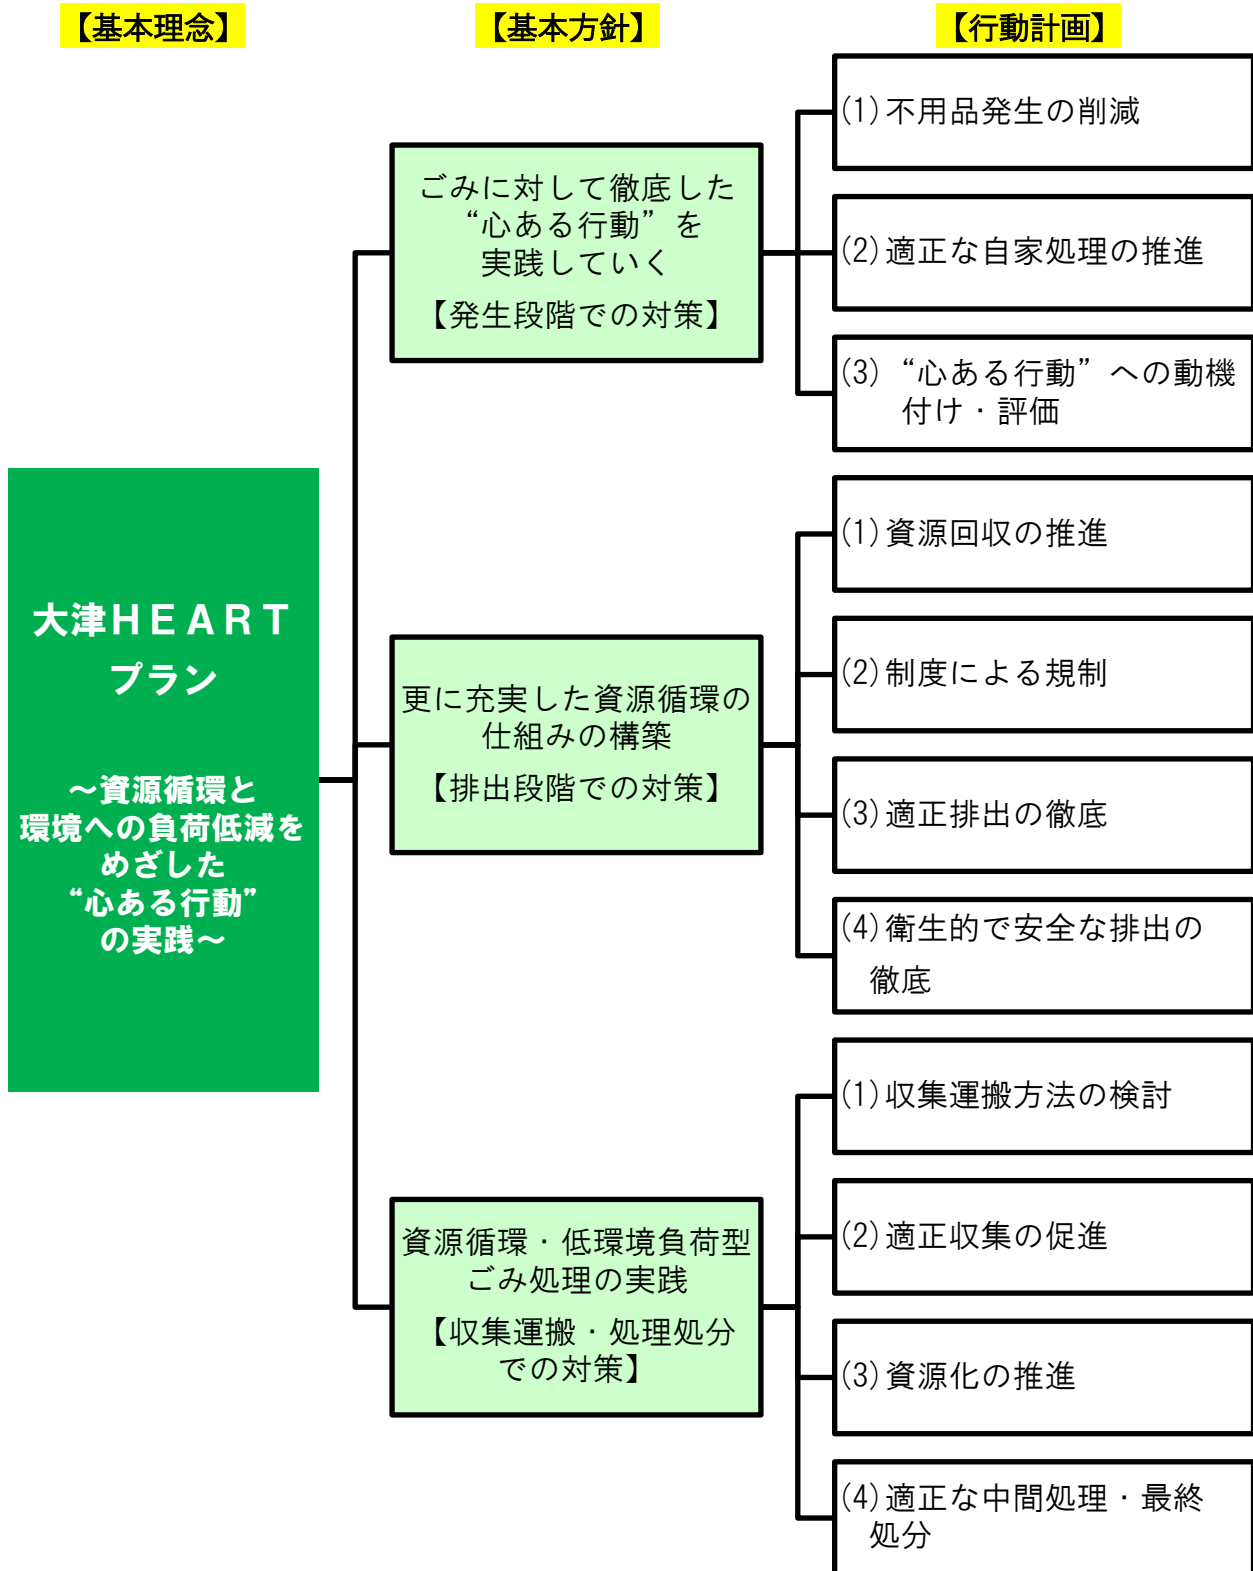 【基本理念】
【基本方針】
【行動計画】
大津ＨＥＡＲＴ
プラン
～資源循環と
環境への負荷低減を
めざした
“心ある行動”
の実践～
ごみに対して徹底した
“心ある行動”を
実践していく
【発生段階での対策】
(1)不用品発生の削減
(2)適正な自家処理の推進
(3)“心ある行動”への動機
付け・評価
更に充実した資源循環の
仕組みの構築
【排出段階での対策】
(1)資源回収の推進
(2)制度による規制
(3)適正排出の徹底
(4)衛生的で安全な排出の
徹底
資源循環・低環境負荷型
ごみ処理の実践
【収集運搬・処理処分
での対策】
(1)収集運搬方法の検討
(2)適正収集の促進
(3)資源化の推進
(4)適正な中間処理・最終
処分